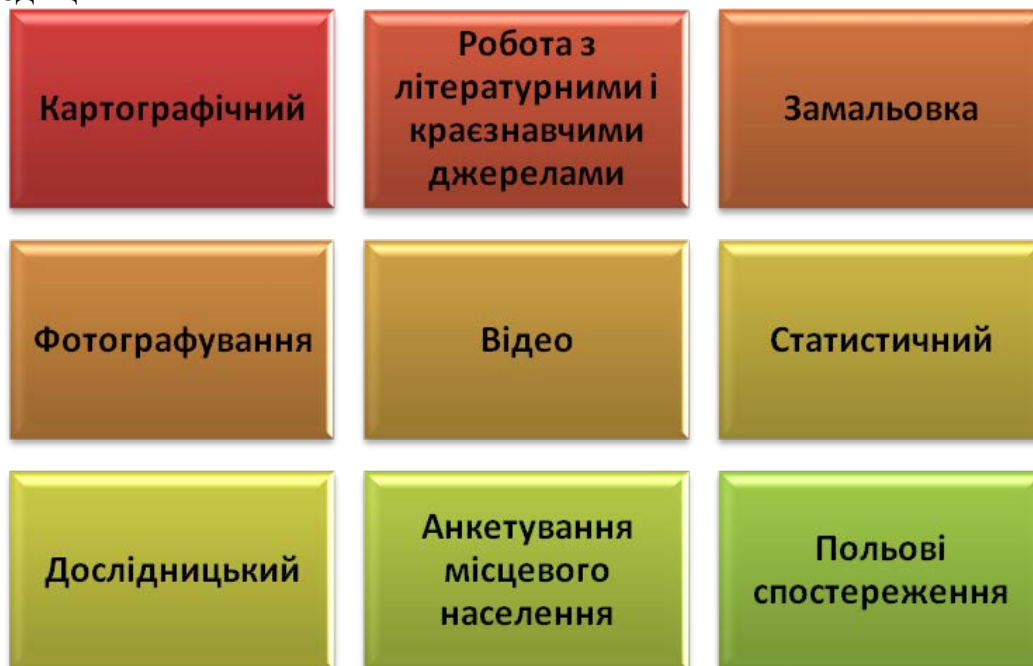 Картографічний
Робота з
літературними і
краєзнавчими
джерелами
Замальовка
Фотографування
Відео
Статистичний
Дослідницький
Анкетування
місцевого
населення
Польові
спостереження